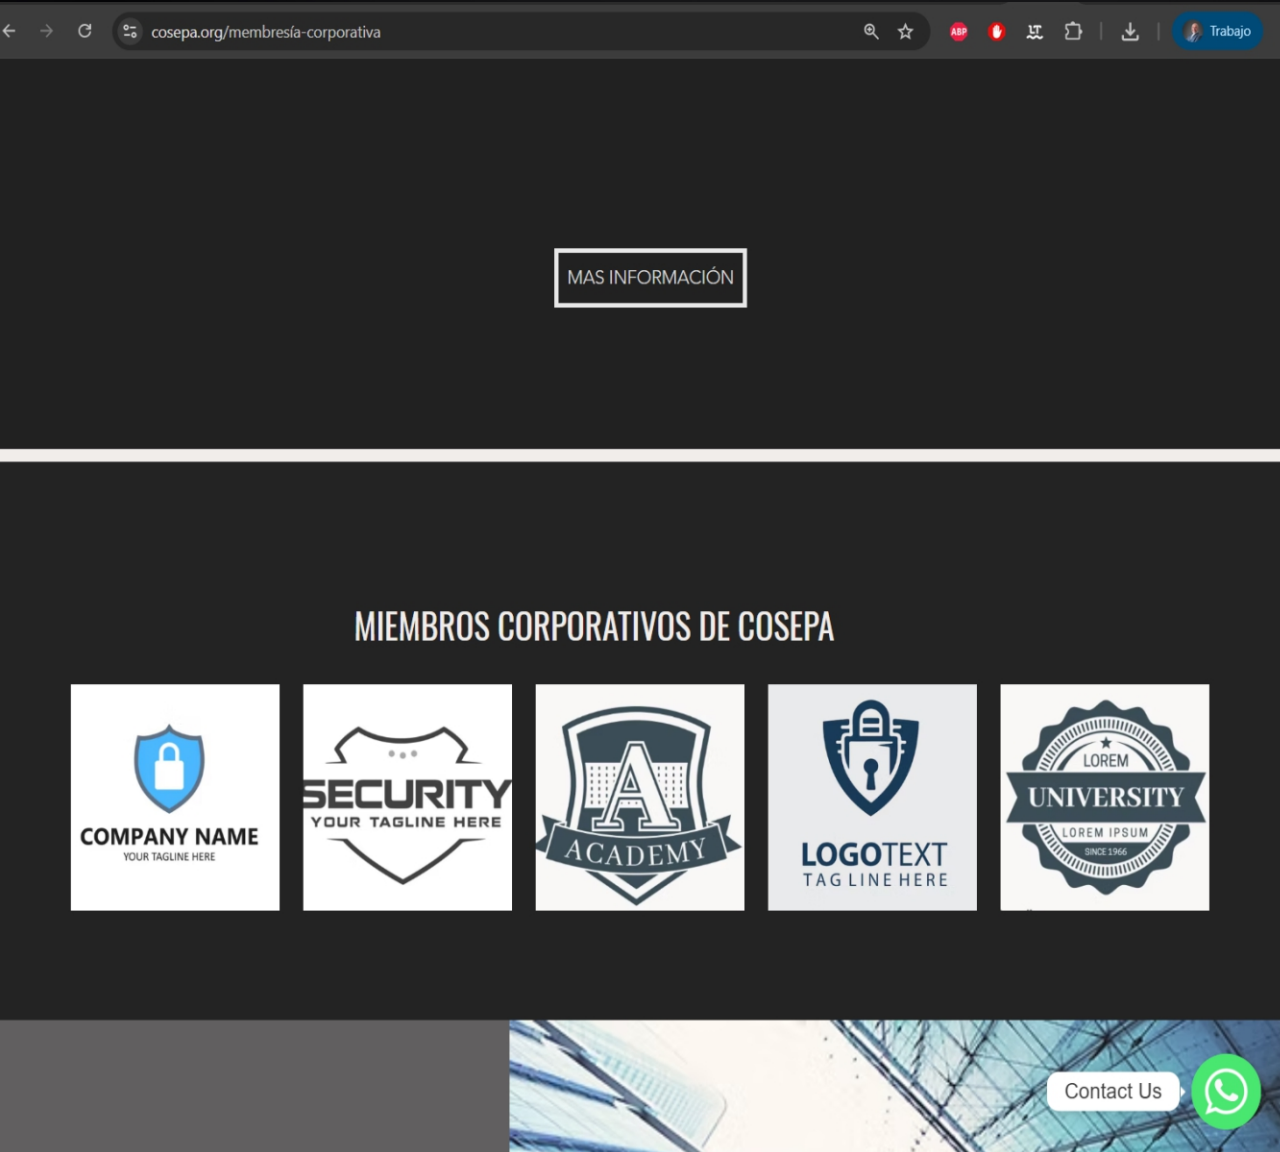 cosepa.org/membresía-corporativa
ABP
Trabajo
MAS INFORMACIÓN
MIEMBROS CORPORATIVOS DE COSEPA
COMPANY NAME
YOUR TAGLINE HERE
SECURITY
YOUR TAGLINE HERE
A
ACADEMY
LOGOTEXT
TAG LINE HERE
LOREM
UNIVERSITY
LOREM IPSUM
SINCE 1966
Contact Us